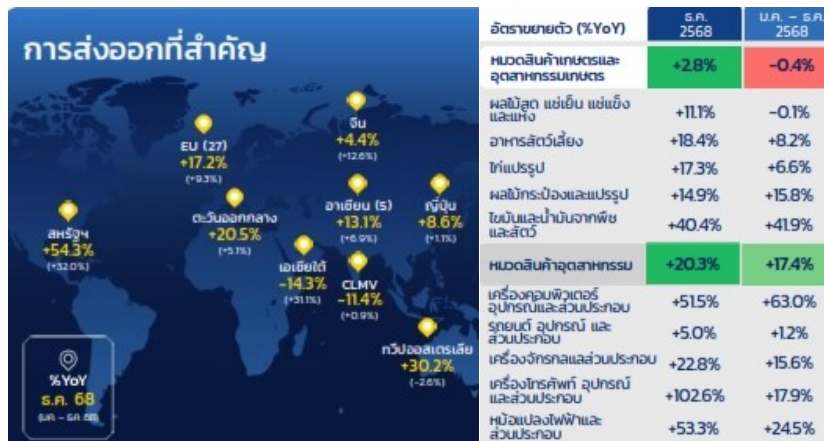 การส่งออกที่สำคัญ
จีน
+4.4%
(+12.6%)
EU (27)
+17.2%
(+9.3%)
สหรัฐฯ
+54.3%
(+32.0%)
ตะวันออกกลาง
+20.5%
(+5.1%)
อาเซียน (5)
+13.1%
(+6.9%)
ญี่ปุ่น
+8.6%
(+1.1%)
เอเชียใต้
-14.3%
(+31.1%)
CLMV
-11.4%
(+0.9%)
ทวีปออสเตรเลีย
+30.2%
(-2.6%)
%YoY
ธ.ค. 68
(ม.ค. – ธ.ค. 68)
อัตราขยายตัว (%YoY) ธ.ค. 2568 ม.ค. – ธ.ค. 2568
หมวดสินค้าเกษตรและ
อุตสาหกรรมเกษตร +2.8% -0.4%
ผลไม้สด แช่เย็น แช่แข็ง
และแห้ง +11.1% -0.1%
อาหารสัตว์เลี้ยง +18.4% +8.2%
ไก่แปรรูป +17.3% +6.6%
ผลไม้กระป๋องและแปรรูป +14.9% +15.8%
ไขมันและน้ำมันจากพืช
และสัตว์ +40.4% +41.9%
หมวดสินค้าอุตสาหกรรม +20.3% +17.4%
เครื่องคอมพิวเตอร์
อุปกรณ์และส่วนประกอบ +51.5% +63.0%
รถยนต์ อุปกรณ์ และ
ส่วนประกอบ +5.0% +1.2%
เครื่องจักรกลและส่วนประกอบ +22.8% +15.6%
เครื่องโทรศัพท์ อุปกรณ์
และส่วนประกอบ +102.6% +17.9%
หม้อแปลงไฟฟ้าและ
ส่วนประกอบ +53.3% +24.5%